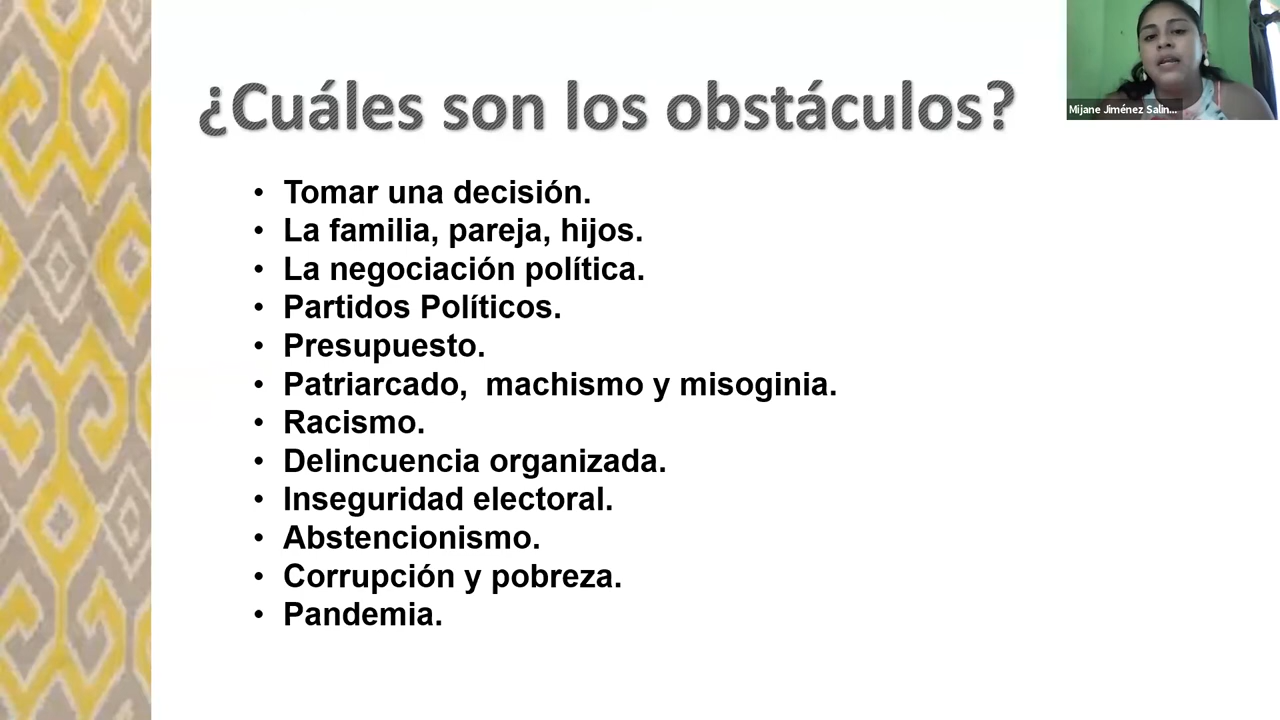 ¿Cuáles son los obstáculos?
Mijane Jiménez Salin...
• Tomar una decisión.
• La familia, pareja, hijos.
• La negociación política.
• Partidos Políticos.
• Presupuesto.
• Patriarcado,  machismo y misoginia.
• Racismo.
• Delincuencia organizada.
• Inseguridad electoral.
• Abstencionismo.
• Corrupción y pobreza.
• Pandemia.